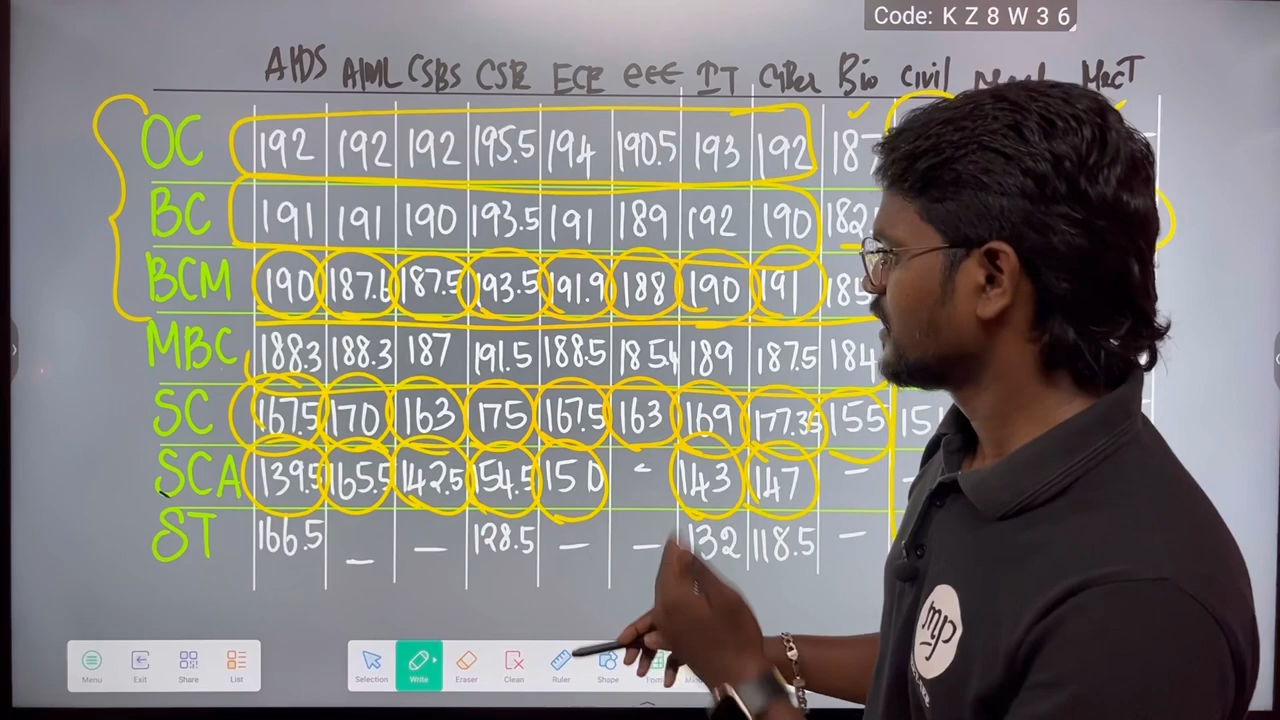 Code: K Z 8 W 3 6
AIDS AIML CSBS CSE ECE eee IT Cyber Bio Civil MecT
OC 192 192 192 195.5 194 190.5 193 192 187
BC 191 191 190 193.5 191 189 192 190 182.
BCM 190 187.6 187.5 193.5 191.9 188 190 191 185
MBC 188.3 188.3 187 191.5 188.5 185.4 189 187.5 184
SC 167.5 170 163 175 167.5 163 169 177.35 155 151
SCA 139.5 165.5 142.5 154.5 150 - 143 147 -
ST 166.5 - - 128.5 - - 132 118.5 -
mp
Menu Exit Share List Selection Write Eraser Clean Ruler Shape